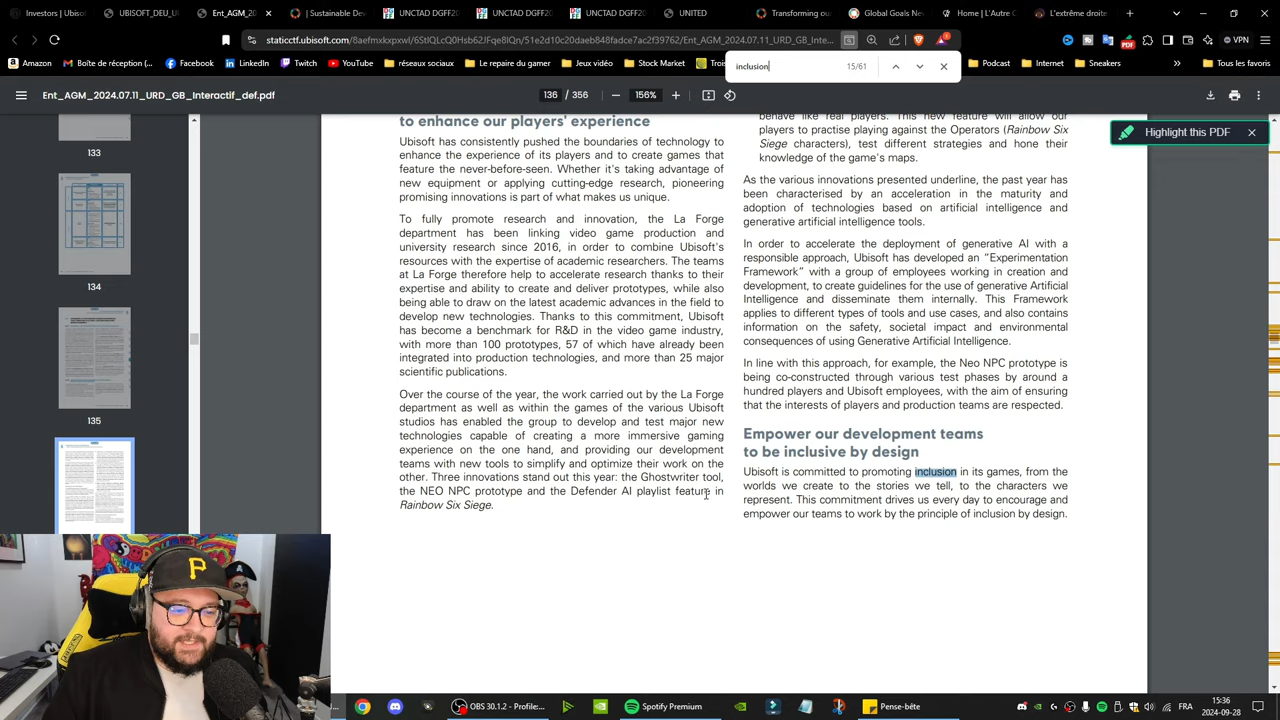 Investors | Ubisof
UBISOFT_DEU_U
Ent_AGM_2024.0
| Sustainable Dev
UNCTAD DGFF20
UNCTAD DGFF20
UNCTAD DGFF20
UNITED
Transforming our
Global Goals
Home | L'Autre Q
L'extrême droite
staticctf.ubisoft.com/8aefmxkxpxwl/6StIQLcQ0Hsb62JFqe8IQn/51e2d10c20daeb848fadce7ac2f39762/Ent_AGM_2024.07.11_URD_GB_Inte...
VPN
Amazon
Boîte de réception (...
Facebook
LinkedIn
Twitch
YouTube
réseaux sociaux
Le repaire du gamer
Jeux vidéo
Stock Market
Podcast
Internet
Sneakers
Tous les favoris
inclusion
15/61
Ent_AGM_2024.07.11_URD_GB_Interactif_def.pdf
136 / 356
156%
Highlight this PDF
133
134
135
to enhance our players' experience
Ubisoft has consistently pushed the boundaries of technology to
enhance the experience of its players and to create games that
feature the never-before-seen. Whether it's taking advantage of
new equipment or applying cutting-edge research, pioneering
promising innovations is part of what makes us unique.
To fully promote research and innovation, the La Forge
department has been linking video game production and
university research since 2016, in order to combine Ubisoft's
resources with the expertise of academic researchers. The teams
at La Forge therefore help to accelerate research thanks to their
expertise and ability to create and deliver prototypes, while also
being able to draw on the latest academic advances in the field to
develop new technologies. Thanks to this commitment, Ubisoft
has become a benchmark for R&D in the video game industry,
with more than 100 prototypes, 57 of which have already been
integrated into production technologies, and more than 25 major
scientific publications.
Over the course of the year, the work carried out by the La Forge
department as well as within the games of the various Ubisoft
studios has enabled the group to develop and test major new
technologies capable of creating a more immersive gaming
experience on the one hand, and providing our development
teams with new tools to simplify and optimize their work on the
other. Three innovations stand out this year: the Ghostwriter tool,
the NEO NPC prototype and the Defender AI playlist feature in
Rainbow Six Siege.
behave like real players. This new feature will allow our
players to practise playing against the Operators (Rainbow Six
Siege characters), test different strategies and hone their
knowledge of the game's maps.
As the various innovations presented underline, the past year has
been characterised by an acceleration in the maturity and
adoption of technologies based on artificial intelligence and
generative artificial intelligence tools.
In order to accelerate the deployment of generative AI with a
responsible approach, Ubisoft has developed an "Experimentation
Framework" with a group of employees working in creation and
development, to create guidelines for the use of generative Artificial
Intelligence and disseminate them internally. This Framework
applies to different types of tools and use cases, and also contains
information on the safety, societal impact and environmental
consequences of using Generative Artificial Intelligence.
In line with this approach, for example, the Neo NPC prototype is
being co-constructed through various test phases by around a
hundred players and Ubisoft employees, with the aim of ensuring
that the interests of players and production teams are respected.
Empower our development teams
to be inclusive by design
Ubisoft is committed to promoting inclusion in its games, from the
worlds we create to the stories we tell, to the characters we
represent. This commitment drives us every day to encourage and
empower our teams to work by the principle of inclusion by design.
P
OBS 30.1.2 - Profile:...
Spotify Premium
Pense-bête
FRA
15:36
2024-09-28